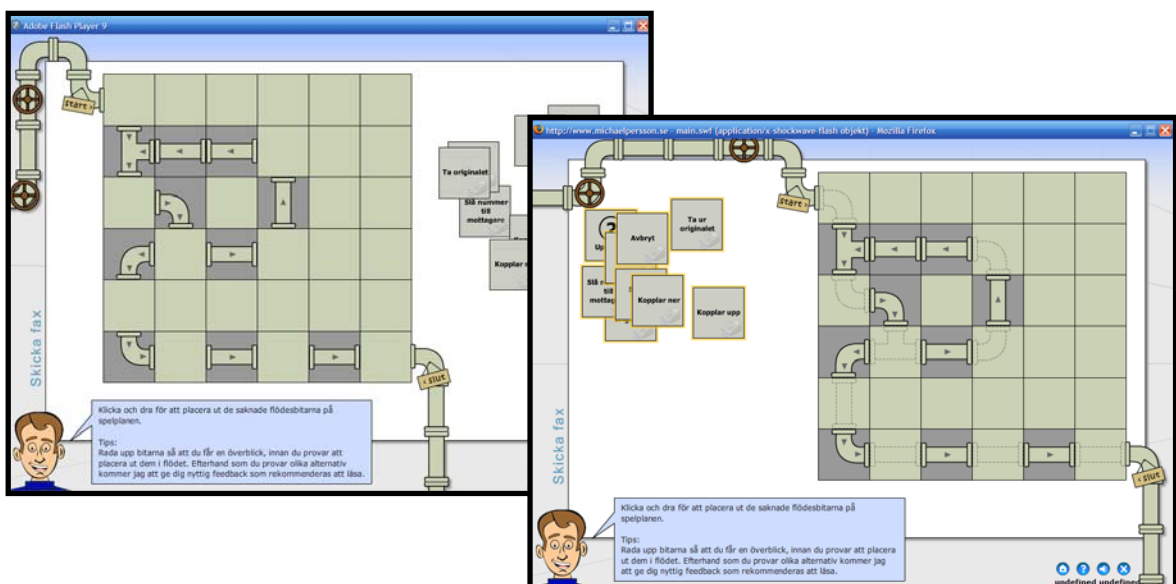 Adobe Flash Player 9
start ›
Ta originalet
Slå nummer
till
mottagare
Kopplar
‹ slut
Skicka fax
Klicka och dra för att placera ut de saknade flödesbitarna på
spelplanen.
Tips:
Rada upp bitarna så att du får en överblick, innan du provar att
placera ut dem i flödet. Efterhand som du provar olika alternativ
kommer jag att ge dig nyttig feedback som rekommenderas att läsa.
http://www.michaelpersson.se - main.swf (application/x-shockwave-flash objekt) - Mozilla Firefox
start ›
?
Up
Avbryt
Ta ur
originalet
Slå
till
Kopplar ner
Kopplar upp
‹ slut
Skicka fax
Klicka och dra för att placera ut de saknade flödesbitarna på
spelplanen.
Tips:
Rada upp bitarna så att du får en överblick, innan du provar att placera
ut dem i flödet. Efterhand som du provar olika alternativ kommer jag
att ge dig nyttig feedback som rekommenderas att läsa.
?
undefined undefined